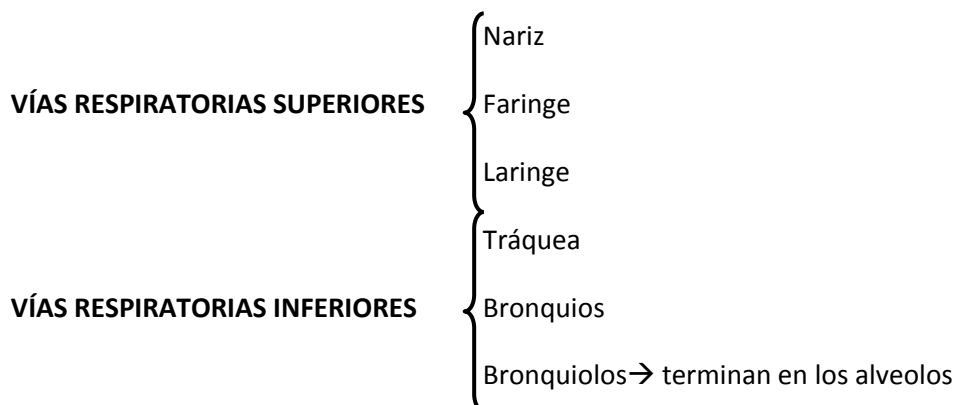 Nariz
VÍAS RESPIRATORIAS SUPERIORES
Faringe
Laringe
Tráquea
VÍAS RESPIRATORIAS INFERIORES
Bronquios
Bronquiolos→ terminan en los alveolos